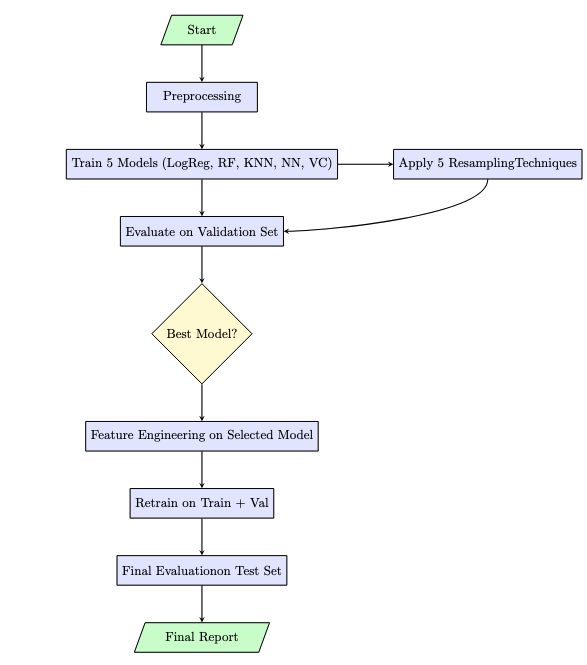 Start
Preprocessing
Train 5 Models (LogReg, RF, KNN, NN, VC)
Apply 5 ResamplingTechniques
Evaluate on Validation Set
Best Model?
Feature Engineering on Selected Model
Retrain on Train + Val
Final Evaluationon Test Set
Final Report